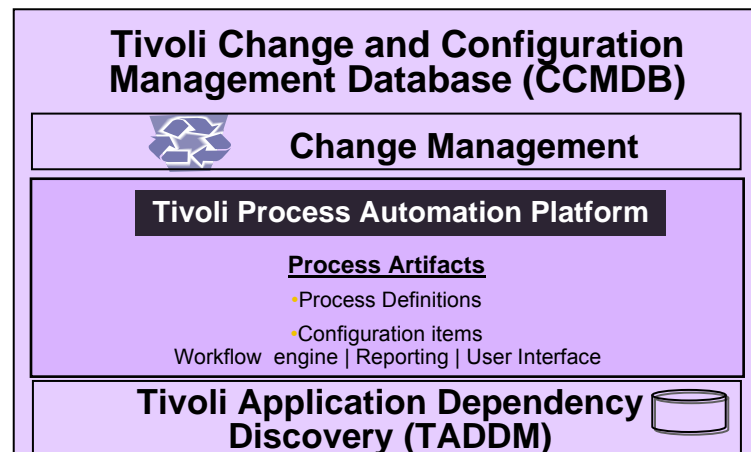 Tivoli Change and Configuration
Management Database (CCMDB)
Change Management
Tivoli Process Automation Platform
Process Artifacts
•Process Definitions
•Configuration items
Workflow engine | Reporting | User Interface
Tivoli Application Dependency
Discovery (TADDM)